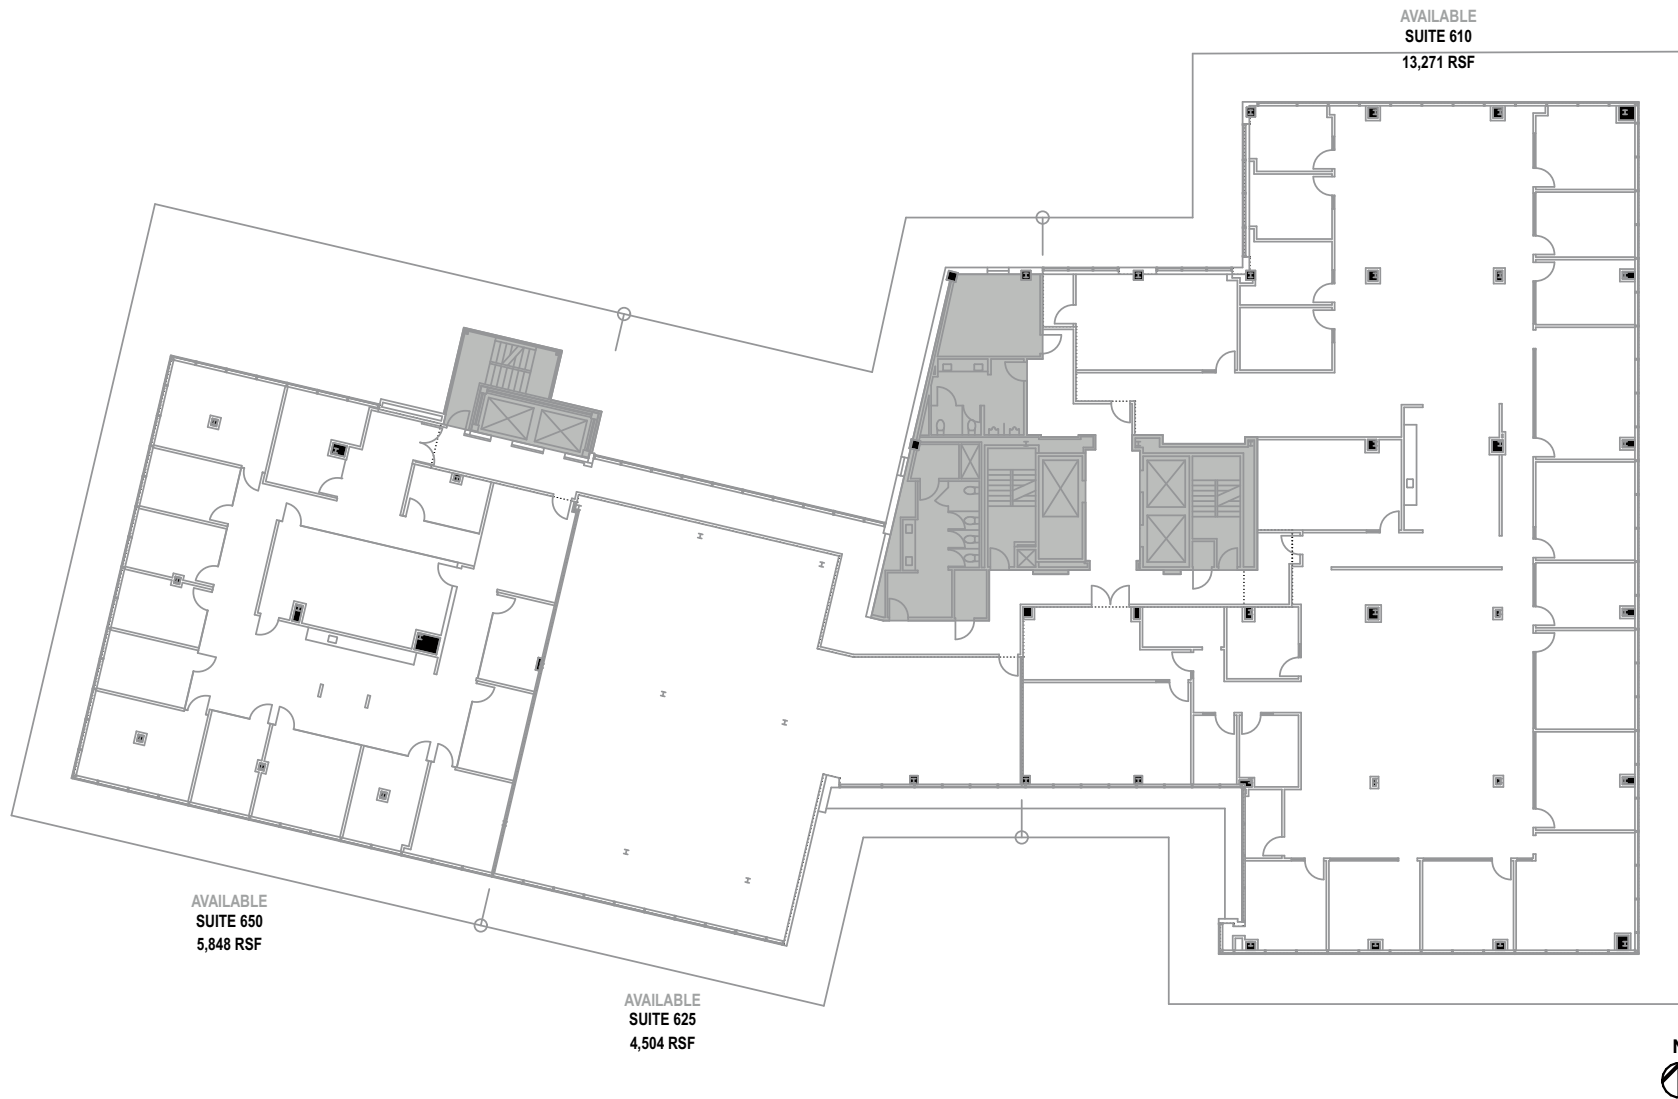 AVAILABLE
SUITE 610
13,271 RSF
AVAILABLE
SUITE 650
5,848 RSF
AVAILABLE
SUITE 625
4,504 RSF
N